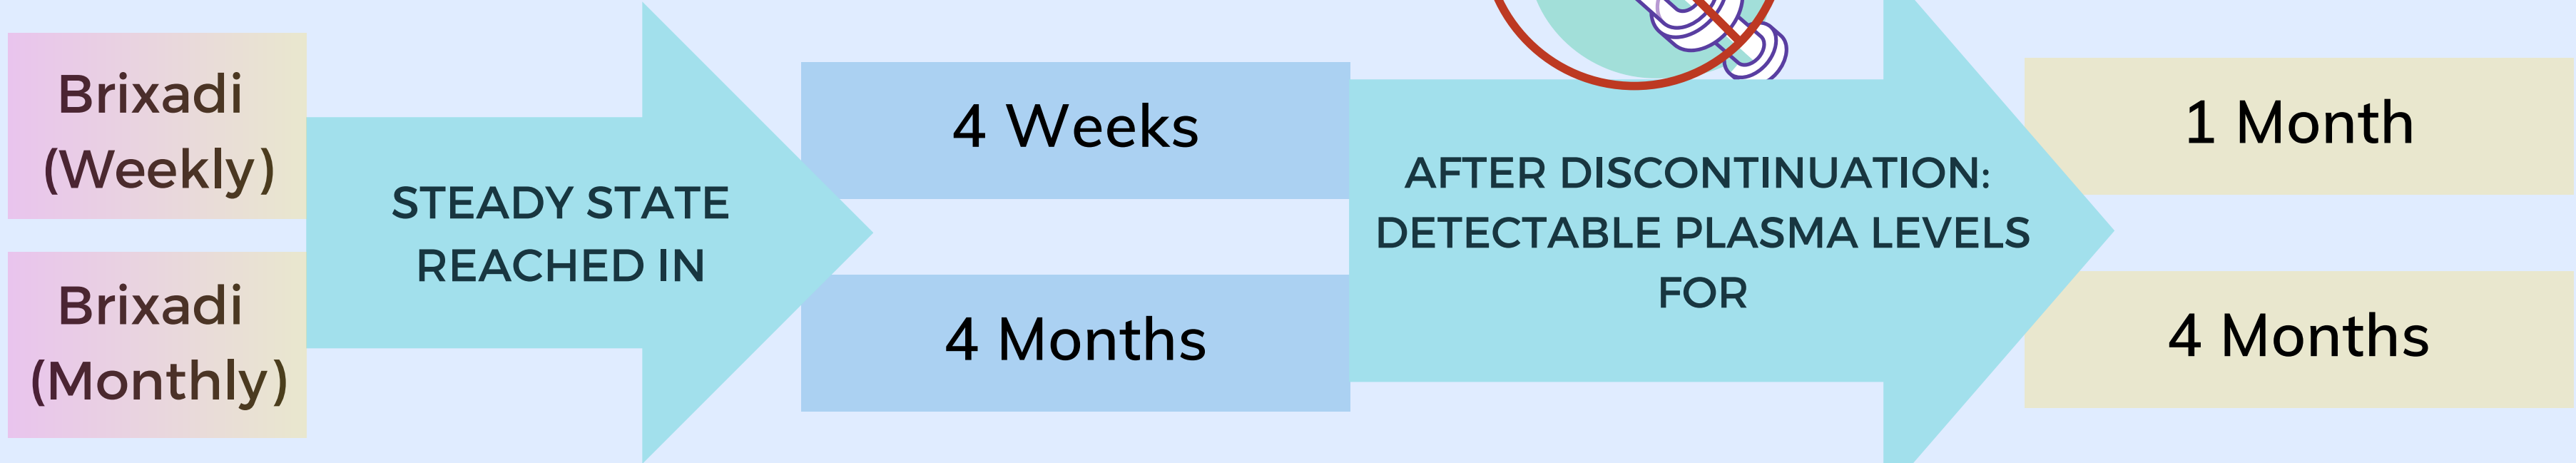 Brixadi
(Weekly)
Brixadi
(Monthly)
STEADY STATE
REACHED IN
4 Weeks
4 Months
AFTER DISCONTINUATION:
DETECTABLE PLASMA LEVELS
FOR
1 Month
4 Months